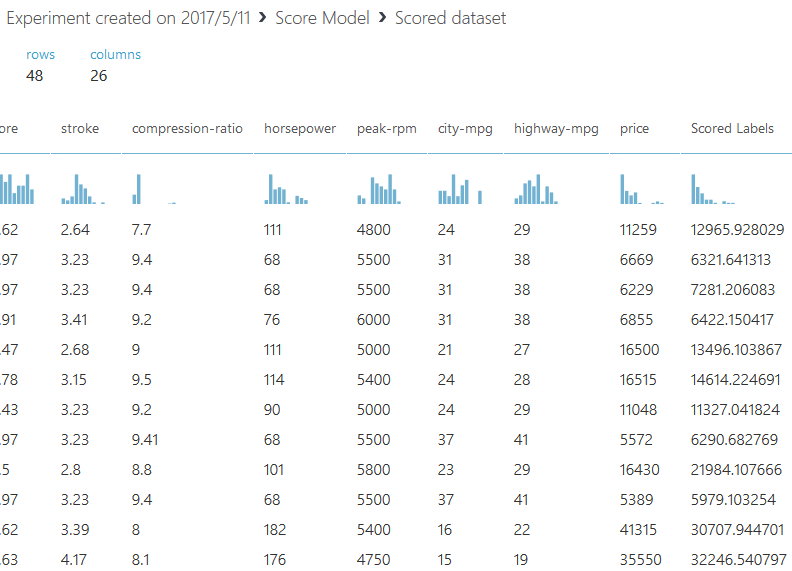 Experiment created on 2017/5/11 > Score Model > Scored dataset
rows columns
48 26
ore stroke compression-ratio horsepower peak-rpm city-mpg highway-mpg price Scored Labels
.62 2.64 7.7 111 4800 24 29 11259 12965.928029
.97 3.23 9.4 68 5500 31 38 6669 6321.641313
.97 3.23 9.4 68 5500 31 38 6229 7281.206083
.91 3.41 9.2 76 6000 31 38 6855 6422.150417
.47 2.68 9 111 5000 21 27 16500 13496.103867
.78 3.15 9.5 114 5400 24 28 16515 14614.224691
.43 3.23 9.2 90 5000 24 29 11048 11327.041824
.97 3.23 9.41 68 5500 37 41 5572 6290.682769
.5 2.8 8.8 101 5800 23 29 16430 21984.107666
.97 3.23 9.4 68 5500 37 41 5389 5979.103254
.62 3.39 8 182 5400 16 22 41315 30707.944701
.63 4.17 8.1 176 4750 15 19 35550 32246.540797